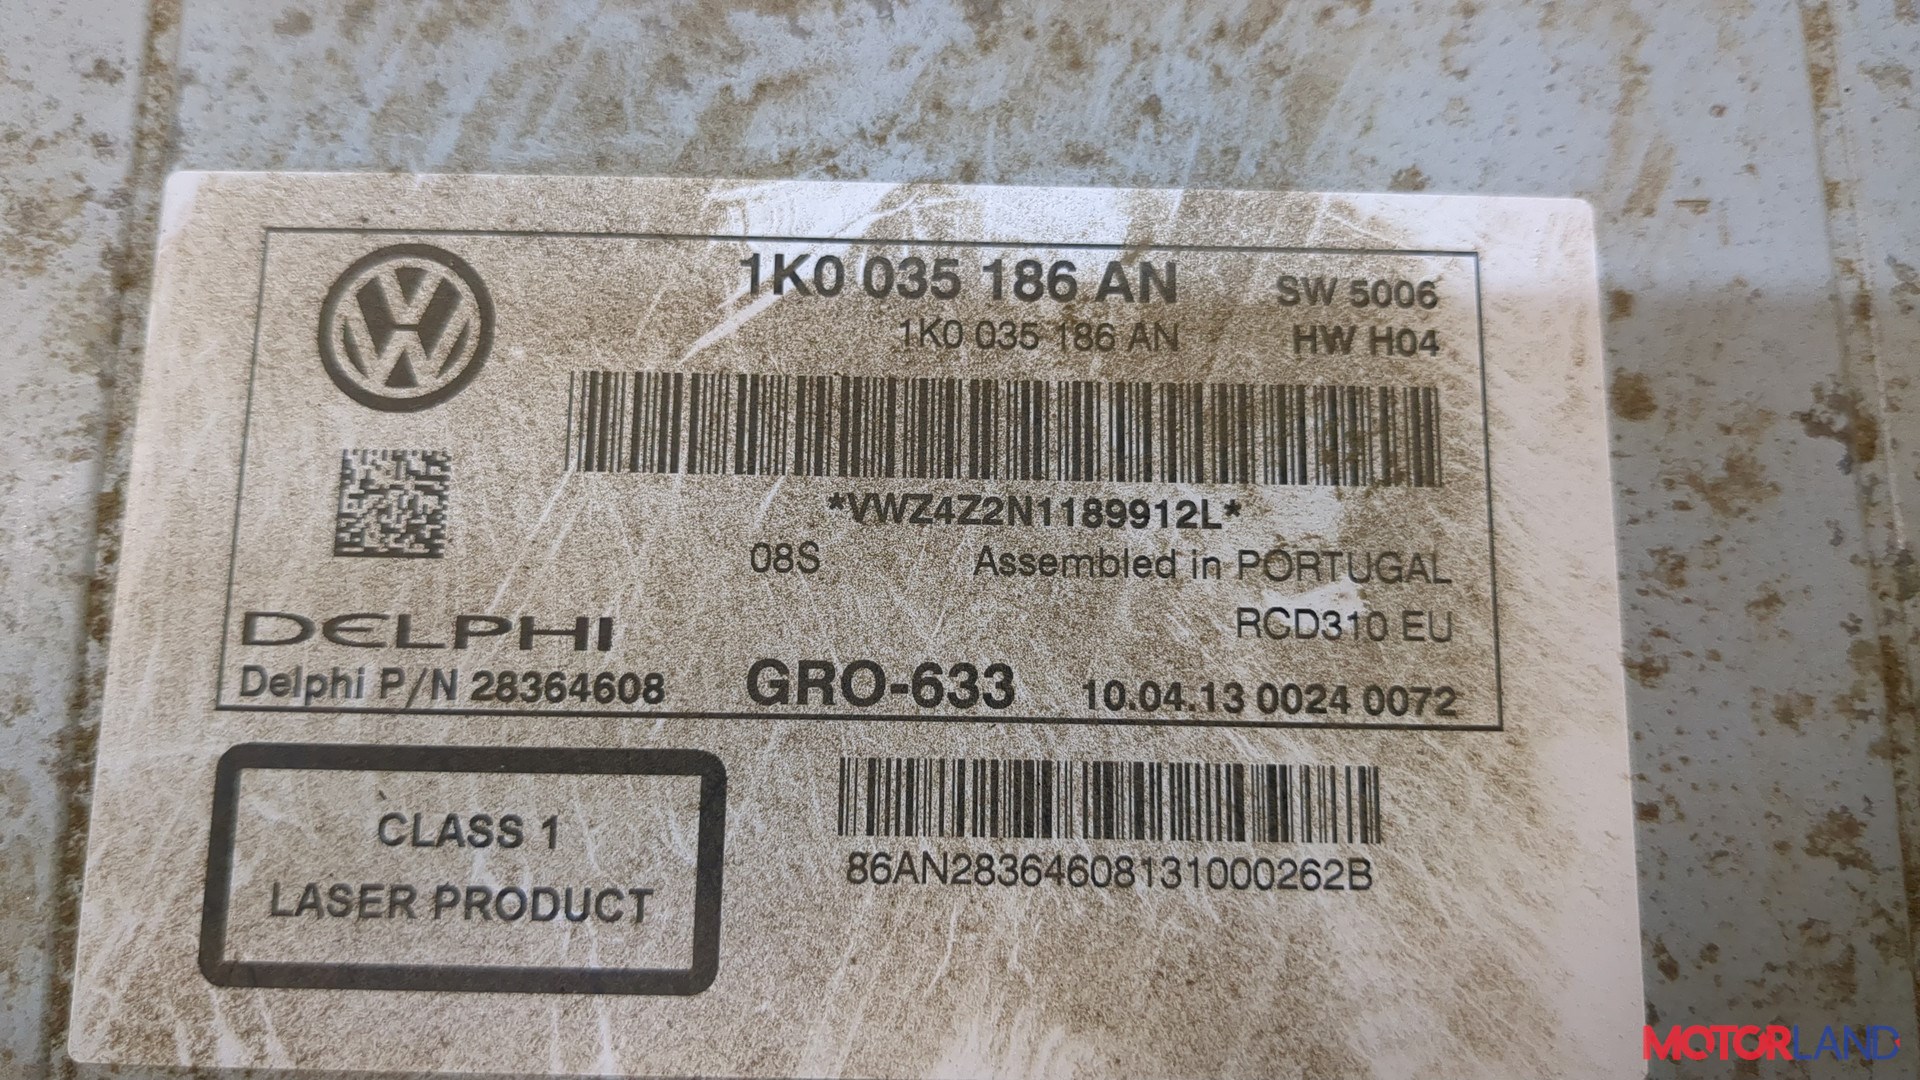 1K0 035 186 AN SW 5006
1K0 035 186 AN HW H04
*VWZ4Z2N1189912L*
08S Assembled in PORTUGAL
RCD310 EU
DELPHI
Delphi P/N 28364608 GRO-633 10.04.13 0024 0072
CLASS 1
LASER PRODUCT
86AN28364608131000262B
MOTORLAND